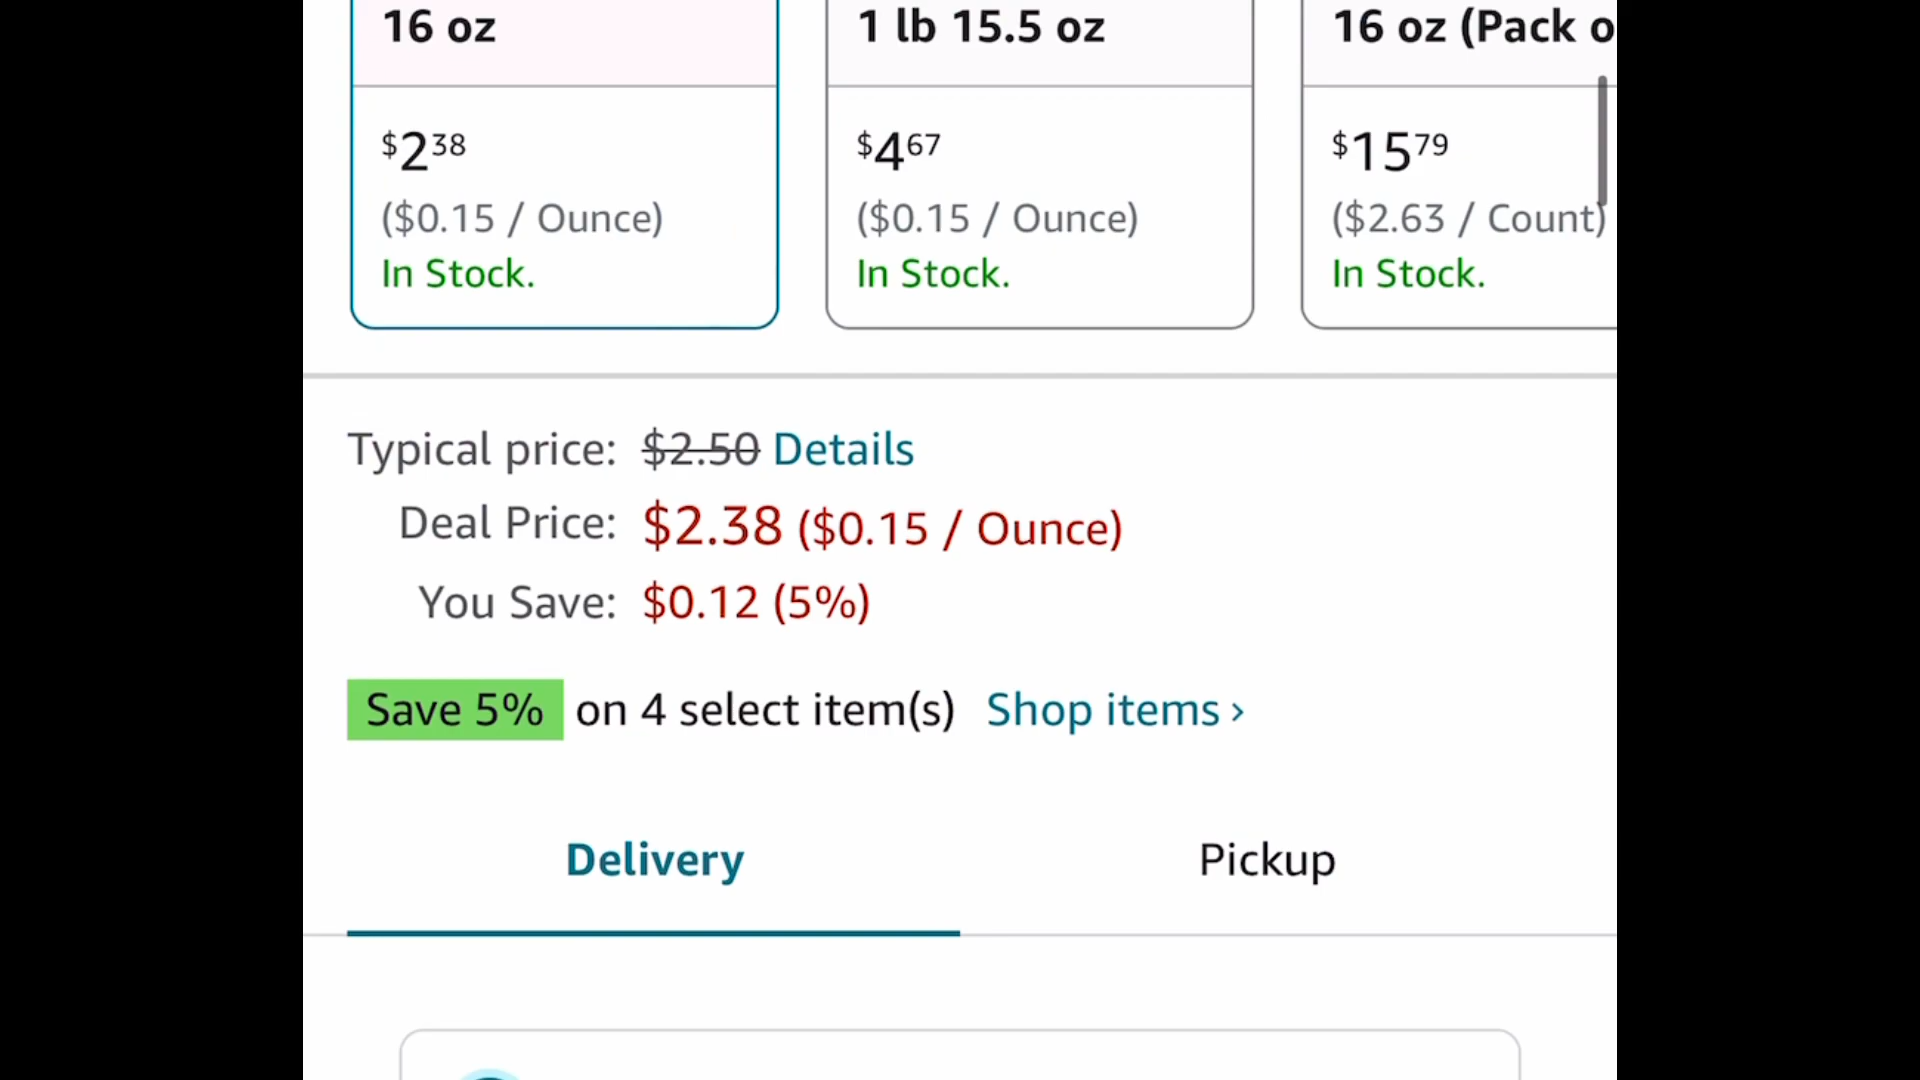 16 oz
1 lb 15.5 oz
16 oz (Pack o
$2.38
$4.67
$15.79
($0.15 / Ounce)
($0.15 / Ounce)
($2.63 / Count)
In Stock.
In Stock.
In Stock.
Typical price: $2.50 Details
Deal Price: $2.38 ($0.15 / Ounce)
You Save: $0.12 (5%)
Save 5% on 4 select item(s) Shop items ›
Delivery
Pickup